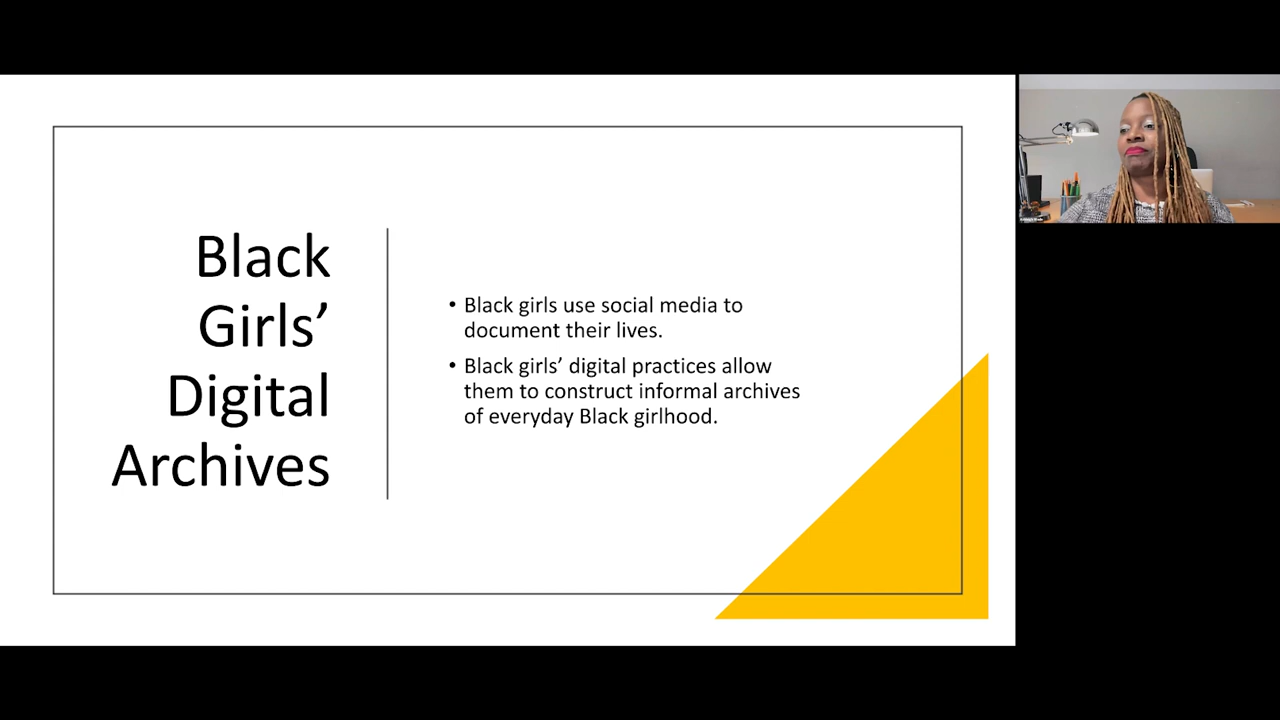 Black
Girls’
Digital
Archives
• Black girls use social media to
document their lives.
• Black girls’ digital practices allow
them to construct informal archives
of everyday Black girlhood.